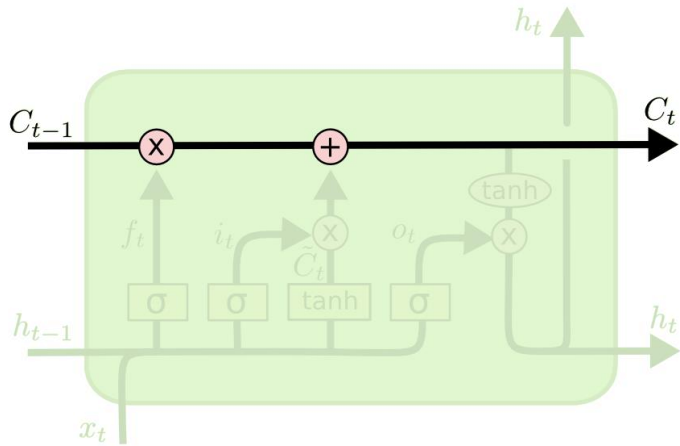 h_t
C_{t-1} C_t
x +
tanh
f_t i_t x o_t x
C̃_t
σ σ tanh σ
h_{t-1} h_t
x_t